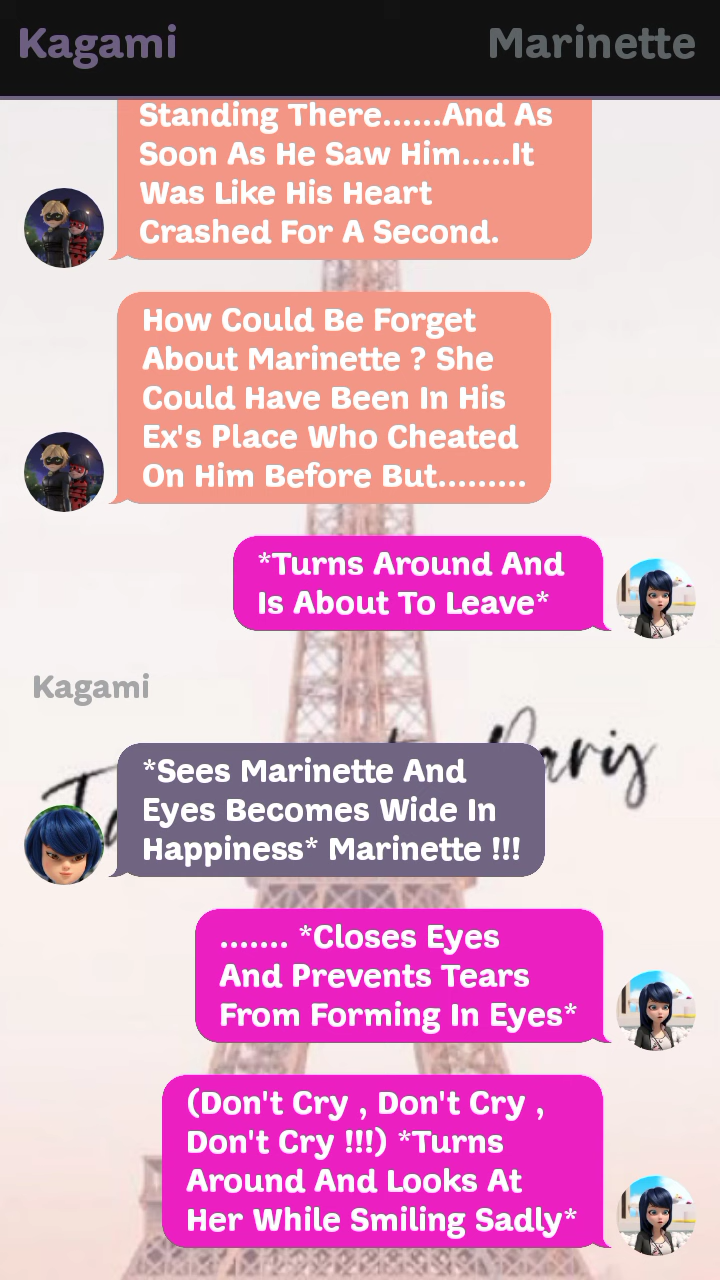 Kagami Marinette
Standing There......And As
Soon As He Saw Him.....It
Was Like His Heart
Crashed For A Second.
How Could Be Forget
About Marinette ? She
Could Have Been In His
Ex's Place Who Cheated
On Him Before But.........
*Turns Around And
Is About To Leave*
Kagami
Paris
*Sees Marinette And
Eyes Becomes Wide In
Happiness* Marinette !!!
....... *Closes Eyes
And Prevents Tears
From Forming In Eyes*
(Don't Cry , Don't Cry ,
Don't Cry !!!) *Turns
Around And Looks At
Her While Smiling Sadly*